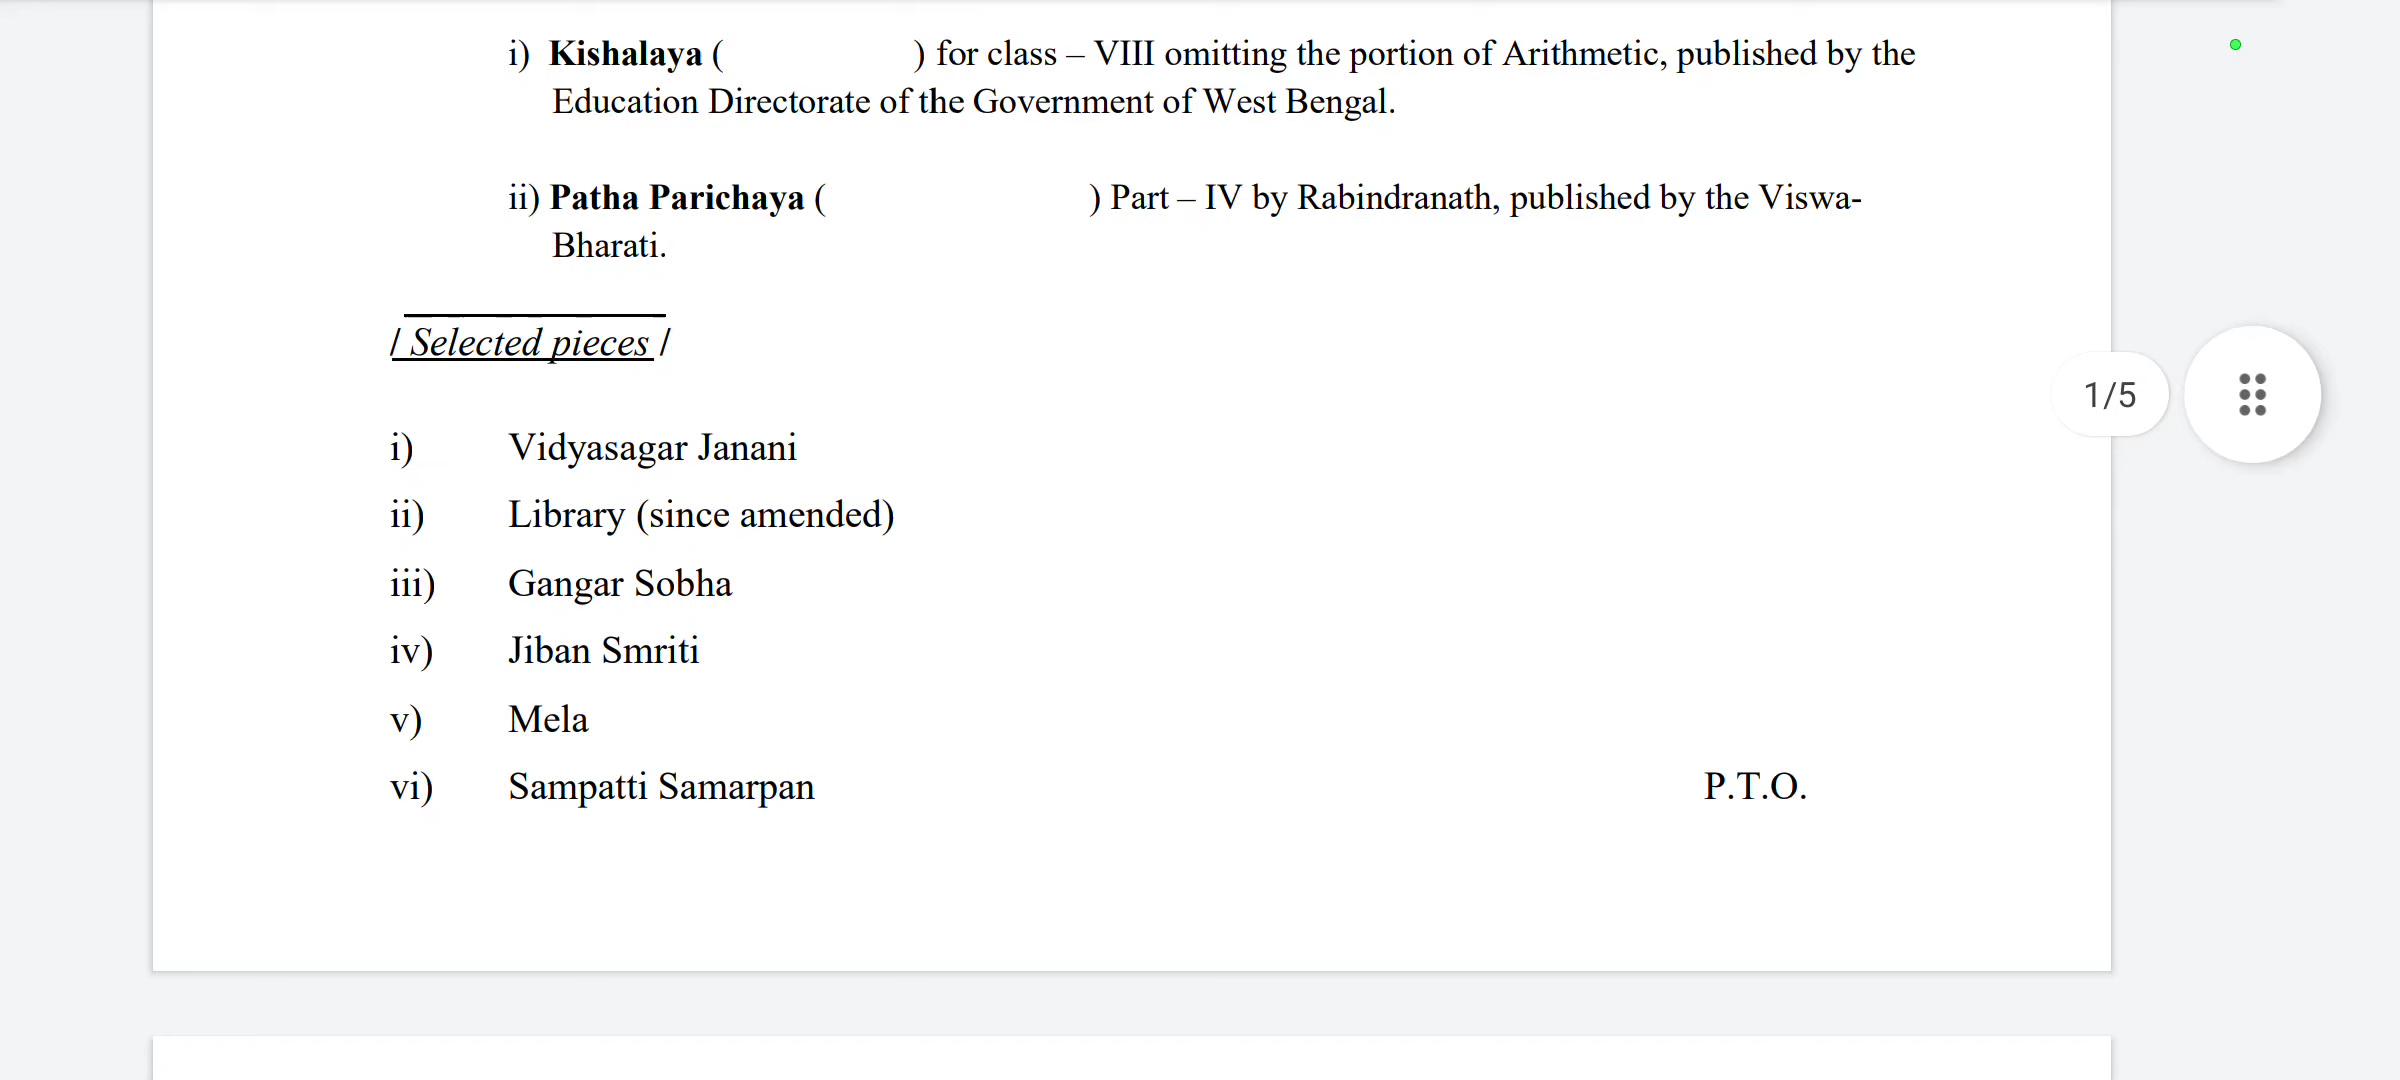 i) Kishalaya ( ) for class – VIII omitting the portion of Arithmetic, published by the
Education Directorate of the Government of West Bengal.
ii) Patha Parichaya ( ) Part – IV by Rabindranath, published by the Viswa-
Bharati.
/ Selected pieces /
i) Vidyasagar Janani
ii) Library (since amended)
iii) Gangar Sobha
iv) Jiban Smriti
v) Mela
vi) Sampatti Samarpan P.T.O.
1/5